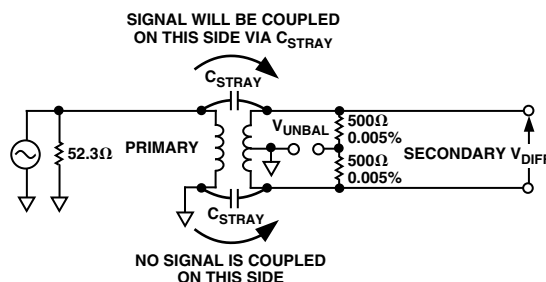 SIGNAL WILL BE COUPLED
ON THIS SIDE VIA CSTRAY
CSTRAY
VUNBAL
500Ω
0.005%
52.3Ω
PRIMARY
500Ω
0.005%
SECONDARY VDIFF
CSTRAY
NO SIGNAL IS COUPLED
ON THIS SIDE